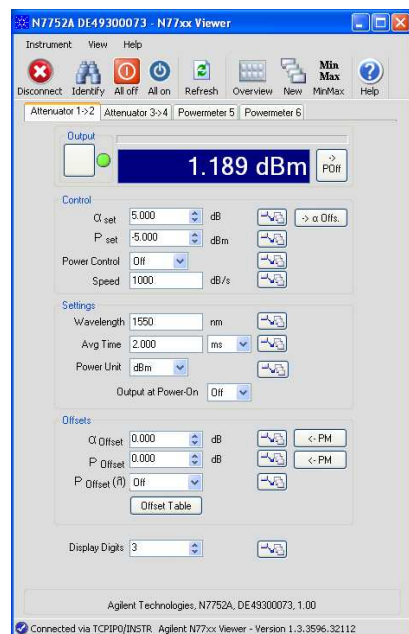 N7752A DE49300073 - N77xx Viewer
Instrument View Help
Disconnect Identify All off All on Refresh Overview New Min Max MinMax Help
Attenuator 1->2 Attenuator 3->4 Powermeter 5 Powermeter 6
Output
1.189 dBm -> POff
Control
α set 5.000 dB -> α Offs.
P set -5.000 dBm
Power Control Off
Speed 1000 dB/s
Settings
Wavelength 1550 nm
Avg Time 2.000 ms
Power Unit dBm
Output at Power-On Off
Offsets
α Offset 0.000 dB <- PM
P Offset 0.000 dB <- PM
P Offset (λ) Off
Offset Table
Display Digits 3
Agilent Technologies, N7752A, DE49300073, 1.00
Connected via TCPIP0/INSTR Agilent N77xx Viewer - Version 1.3.3596.32112